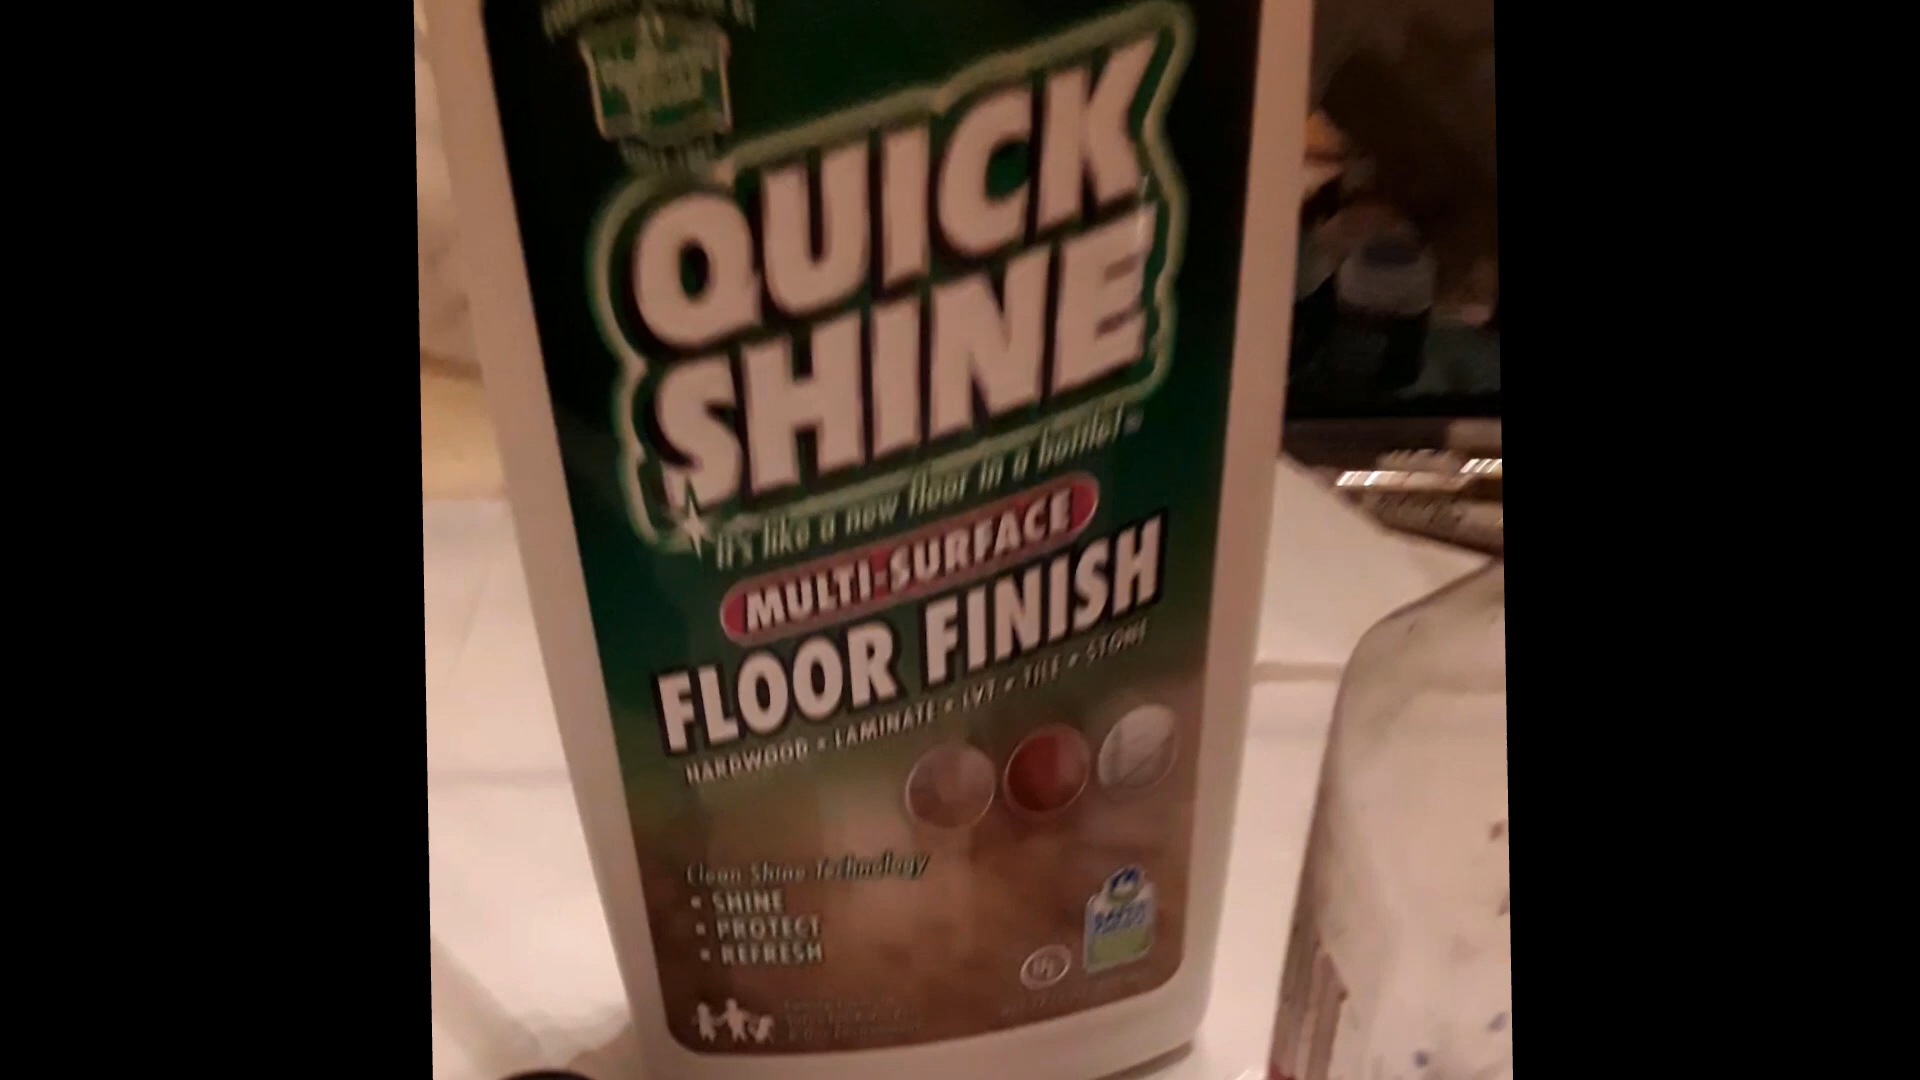 QUICK
SHINE
It's like a new floor in a bottle!™
MULTI-SURFACE
FLOOR FINISH
HARDWOOD • LAMINATE • LVT • TILE • STONE
Clean Shine Technology
• SHINE
• PROTECT
• REFRESH